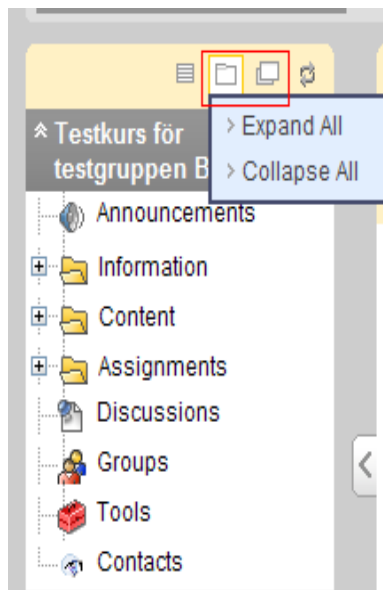 Testkurs för
testgruppen B
> Expand All
> Collapse All
Announcements
Information
Content
Assignments
Discussions
Groups
Tools
Contacts